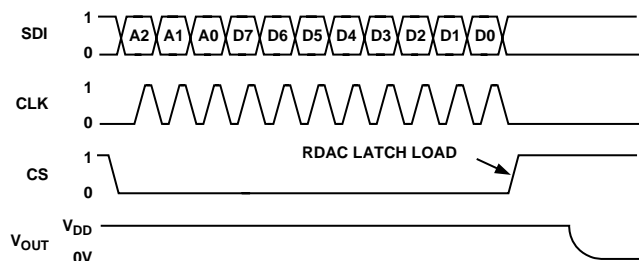 SDI 1 0 A2 A1 A0 D7 D6 D5 D4 D3 D2 D1 D0
CLK 1 0
CS 1 0 RDAC LATCH LOAD
VOUT VDD 0V